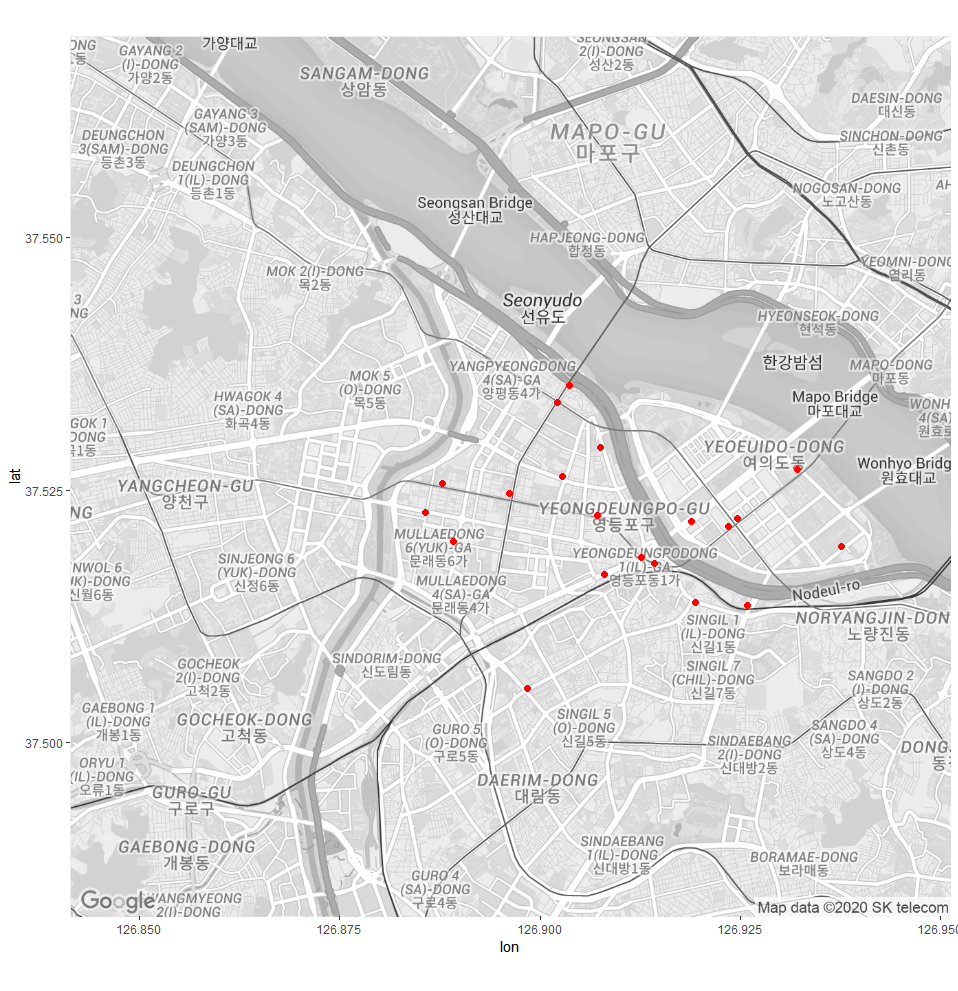 가양대교
GAYANG 2
(I)-DONG
가양2동
SEONGSAN
2(I)-DONG
성산2동
SANGAM-DONG
상암동
DAESIN-DONG
대신동
GAYANG 3
(SAM)-DONG
가양3동
DEUNGCHON
3(SAM)-DONG
등촌3동
MAPO-GU
마포구
SINCHON-DONG
신촌동
DEUNGCHON
1(IL)-DONG
등촌1동
NOGOSAN-DONG
노고산동
Seongsan Bridge
성산대교
HAPJEONG-DONG
합정동
37.550
YEOMNI-DONG
염리동
MOK 2(I)-DONG
목2동
Seonyudo
선유도
HYEONSEOK-DONG
현석동
한강밤섬
MAPO-DONG
마포동
YANGPYEONGDONG
4(SA)-GA
양평동4가
MOK 5
(O)-DONG
목5동
HWAGOK 4
(SA)-DONG
화곡4동
Mapo Bridge
마포대교
YEOEUIDO-DONG
여의도동
Wonhyo Bridg
원효대교
lat
37.525
YANGCHEON-GU
양천구
YEONGDEUNGPO-GU
영등포구
MULLAEDONG
6(YUK)-GA
문래동6가
YEONGDEUNGPODONG
1(IL)-GA
영등포동1가
SINJEONG 6
(YUK)-DONG
신정6동
MULLAEDONG
4(SA)-GA
문래동4가
Nodeul-ro
SINGIL 1
(IL)-DONG
신길1동
NORYANGJIN-DON
노량진동
SINDORIM-DONG
신도림동
GOCHEOK
2(I)-DONG
고척2동
SINGIL 7
(CHIL)-DONG
신길7동
SANGDO 2
(I)-DONG
상도2동
GAEBONG 1
(IL)-DONG
개봉1동
GOCHEOK-DONG
고척동
SINGIL 5
(O)-DONG
신길5동
SANGDO 4
(SA)-DONG
상도4동
GURO 5
(O)-DONG
구로5동
37.500
SINDAEBANG
2(I)-DONG
신대방2동
ORYU 1
(IL)-DONG
오류1동
DAERIM-DONG
대림동
GURO-GU
구로구
GAEBONG-DONG
개봉동
SINDAEBANG
1(IL)-DONG
신대방1동
BORAMAE-DONG
보라매동
GURO 4
(SA)-DONG
구로4동
WANGMYEONG
2(I)-DONG
Google
Map data ©2020 SK telecom
126.850
126.875
126.900
126.925
126.950
lon